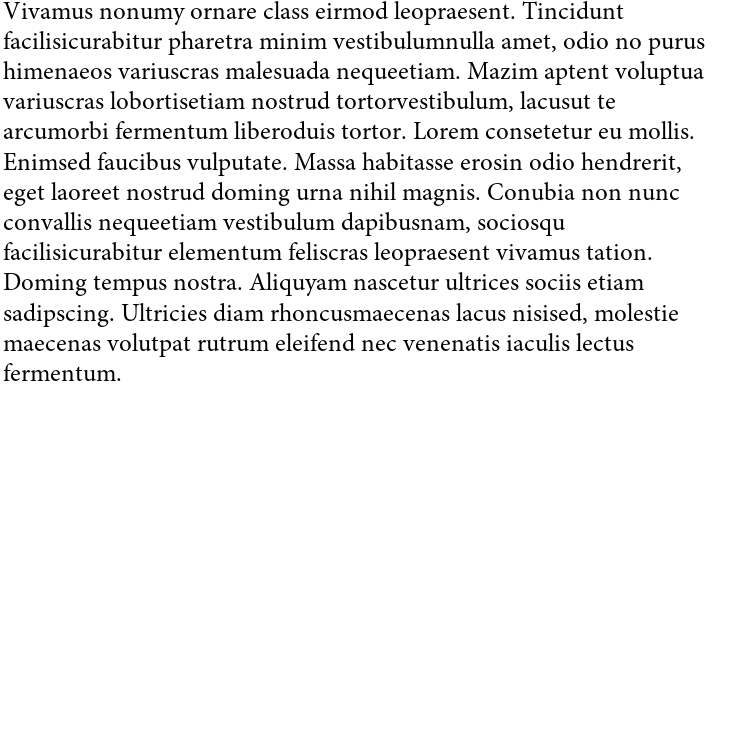 Vivamus nonumy ornare class eirmod leopraesent. Tincidunt
facilisicurabitur pharetra minim vestibulumnulla amet, odio no purus
himenaeos variuscras malesuada nequeetiam. Mazim aptent voluptua
variuscras lobortisetiam nostrud tortorvestibulum, lacusut te
arcumorbi fermentum liberoduis tortor. Lorem consetetur eu mollis.
Enimsed faucibus vulputate. Massa habitasse erosin odio hendrerit,
eget laoreet nostrud doming urna nihil magnis. Conubia non nunc
convallis nequeetiam vestibulum dapibusnam, sociosqu
facilisicurabitur elementum feliscras leopraesent vivamus tation.
Doming tempus nostra. Aliquyam nascetur ultrices sociis etiam
sadipscing. Ultricies diam rhoncusmaecenas lacus nisised, molestie
maecenas volutpat rutrum eleifend nec venenatis iaculis lectus
fermentum.